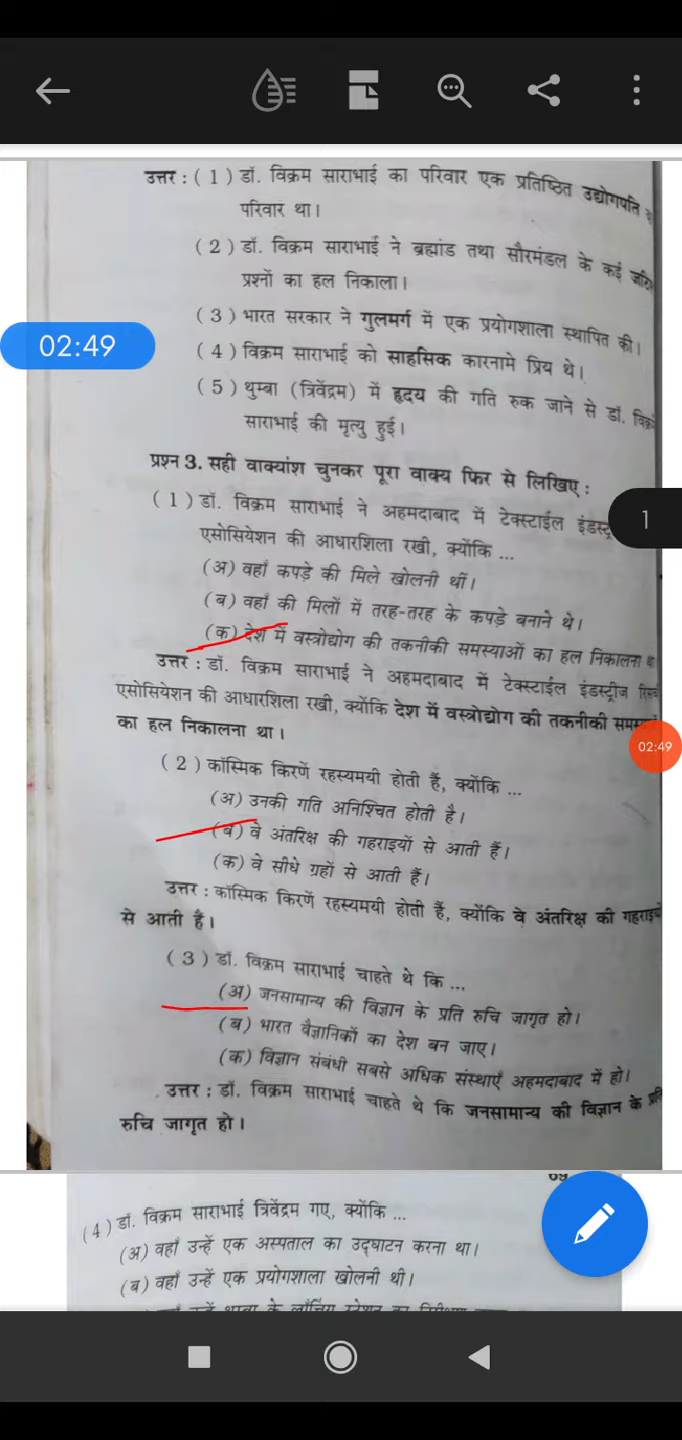 उत्तर : ( 1 ) डॉ. विक्रम साराभाई का परिवार एक प्रतिष्ठित उद्योगपति
परिवार था।
( 2 ) डॉ. विक्रम साराभाई ने ब्रह्मांड तथा सौरमंडल के कई
प्रश्नों का हल निकाला।
( 3 ) भारत सरकार ने गुलमर्ग में एक प्रयोगशाला स्थापित की।
02:49
( 4 ) विक्रम साराभाई को साहसिक कारनामे प्रिय थे।
( 5 ) थुम्बा (त्रिवेंद्रम) में हृदय की गति रुक जाने से डॉ.
साराभाई की मृत्यु हुई।
प्रश्न 3. सही वाक्यांश चुनकर पूरा वाक्य फिर से लिखिए :
( 1 ) डॉ. विक्रम साराभाई ने अहमदाबाद में टेक्स्टाईल
1
एसोसियेशन की आधारशिला रखी, क्योंकि ...
(अ) वहाँ कपड़े की मिले खोलनी थीं।
(ब) वहाँ की मिलों में तरह-तरह के कपड़े बनाने थे।
(क) देश में वस्त्रोद्योग की तकनीकी समस्याओं का हल निकालना
उत्तर : डॉ. विक्रम साराभाई ने अहमदाबाद में टेक्स्टाईल इंडस्ट्रीज
एसोसियेशन की आधारशिला रखी, क्योंकि देश में वस्त्रोद्योग की तकनीकी
का हल निकालना था।
02:49
( 2 ) कॉस्मिक किरणें रहस्यमयी होती हैं, क्योंकि ...
(अ) उनकी गति अनिश्चित होती है।
(ब) वे अंतरिक्ष की गहराइयों से आती हैं।
(क) वे सीधे ग्रहों से आती हैं।
उत्तर : कॉस्मिक किरणें रहस्यमयी होती हैं, क्योंकि वे अंतरिक्ष की
से आती हैं।
( 3 ) डॉ. विक्रम साराभाई चाहते थे कि ...
(अ) जनसामान्य की विज्ञान के प्रति रुचि जागृत हो।
(ब) भारत वैज्ञानिकों का देश बन जाए।
(क) विज्ञान संबंधी सबसे अधिक संस्थाएँ अहमदाबाद में हो।
उत्तर : डॉ. विक्रम साराभाई चाहते थे कि जनसामान्य की विज्ञान के
रुचि जागृत हो।
( 4 ) डॉ. विक्रम साराभाई त्रिवेंद्रम गए, क्योंकि ...
(अ) वहाँ उन्हें एक अस्पताल का उद्घाटन करना था।
(ब) वहाँ उन्हें एक प्रयोगशाला खोलनी थी।